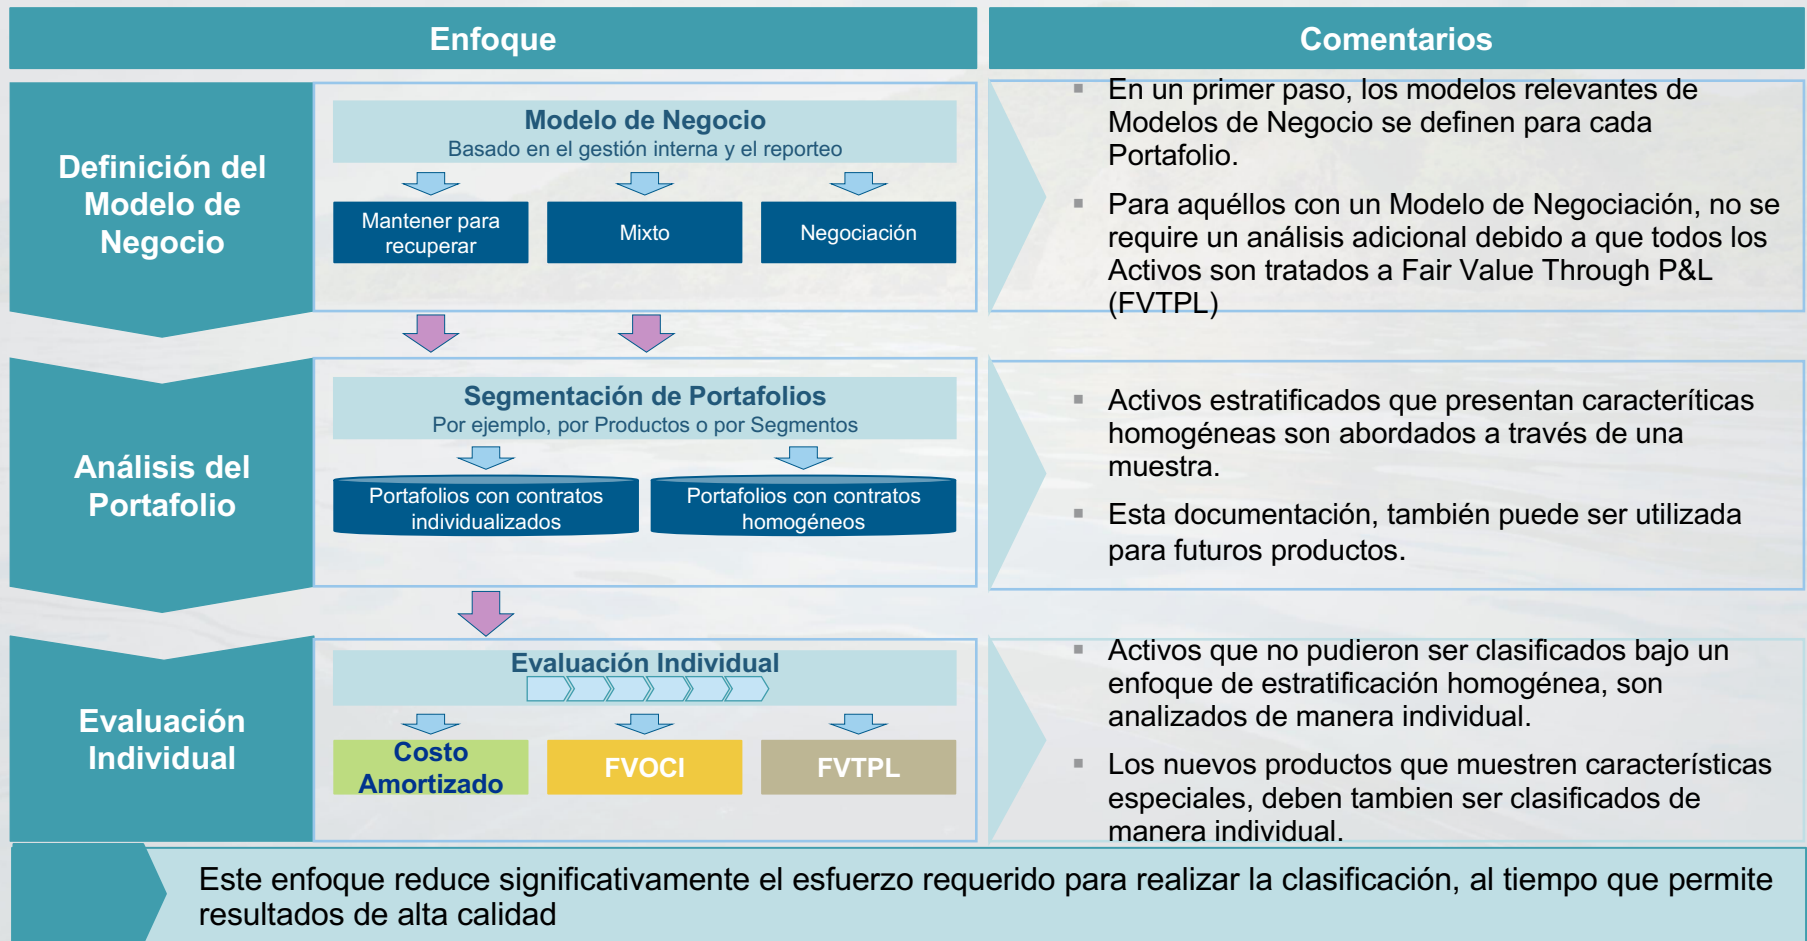 Enfoque
Comentarios
Definición del
Modelo de
Negocio
Modelo de Negocio
Basado en el gestión interna y el reporteo
Mantener para
recuperar
Mixto
Negociación
▪ En un primer paso, los modelos relevantes de
Modelos de Negocio se definen para cada
Portafolio.
▪ Para aquéllos con un Modelo de Negociación, no se
require un análisis adicional debido a que todos los
Activos son tratados a Fair Value Through P&L
(FVTPL)
Análisis del
Portafolio
Segmentación de Portafolios
Por ejemplo, por Productos o por Segmentos
Portafolios con contratos
individualizados
Portafolios con contratos
homogéneos
▪ Activos estratificados que presentan caracteríticas
homogéneas son abordados a través de una
muestra.
▪ Esta documentación, también puede ser utilizada
para futuros productos.
Evaluación
Individual
Evaluación Individual
Costo
Amortizado
FVOCI
FVTPL
▪ Activos que no pudieron ser clasificados bajo un
enfoque de estratificación homogénea, son
analizados de manera individual.
▪ Los nuevos productos que muestren características
especiales, deben tambien ser clasificados de
manera individual.
Este enfoque reduce significativamente el esfuerzo requerido para realizar la clasificación, al tiempo que permite
resultados de alta calidad